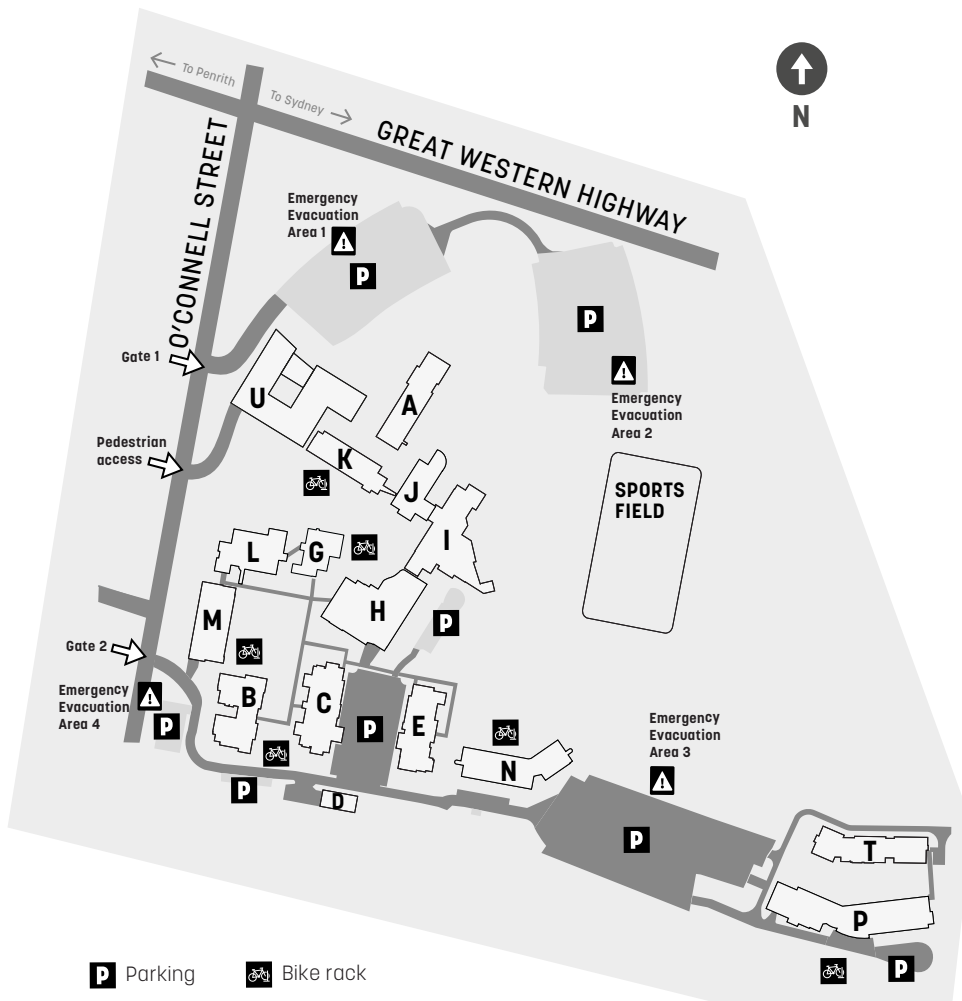 To Penrith
To Sydney
N
GREAT WESTERN HIGHWAY
O'CONNELL STREET
Emergency
Evacuation
Area 1
P
P
Gate 1
Emergency
Evacuation
Area 2
U
A
Pedestrian
access
K
J
SPORTS
FIELD
I
L
G
H
M
P
Gate 2
Emergency
Evacuation
Area 4
P
B
C
P
E
Emergency
Evacuation
Area 3
N
P
D
P
T
P
P
P Parking
Bike rack